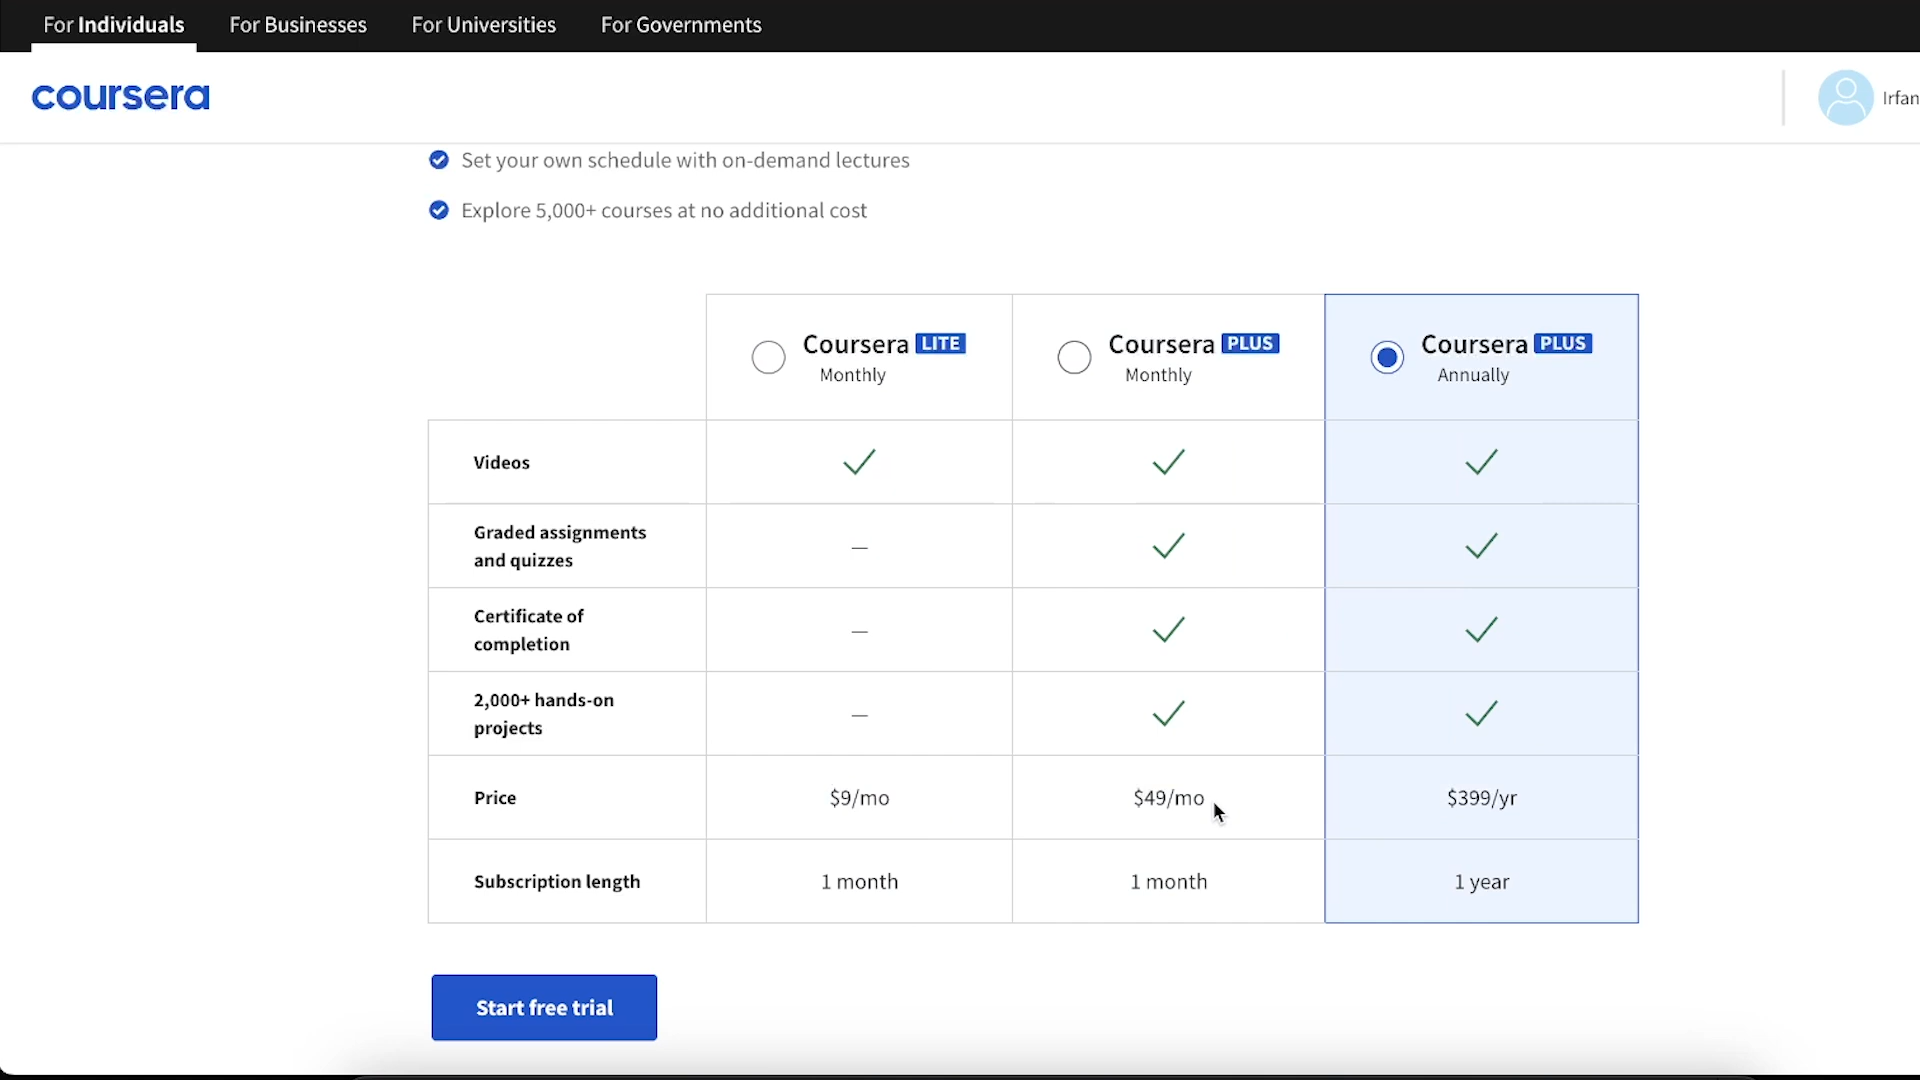 For Individuals For Businesses For Universities For Governments
coursera
Irfan
Set your own schedule with on-demand lectures
Explore 5,000+ courses at no additional cost
Coursera LITE Coursera PLUS Coursera PLUS
Monthly Monthly Annually
Videos
Graded assignments
and quizzes
Certificate of
completion
2,000+ hands-on
projects
Price $9/mo $49/mo $399/yr
Subscription length 1 month 1 month 1 year
Start free trial